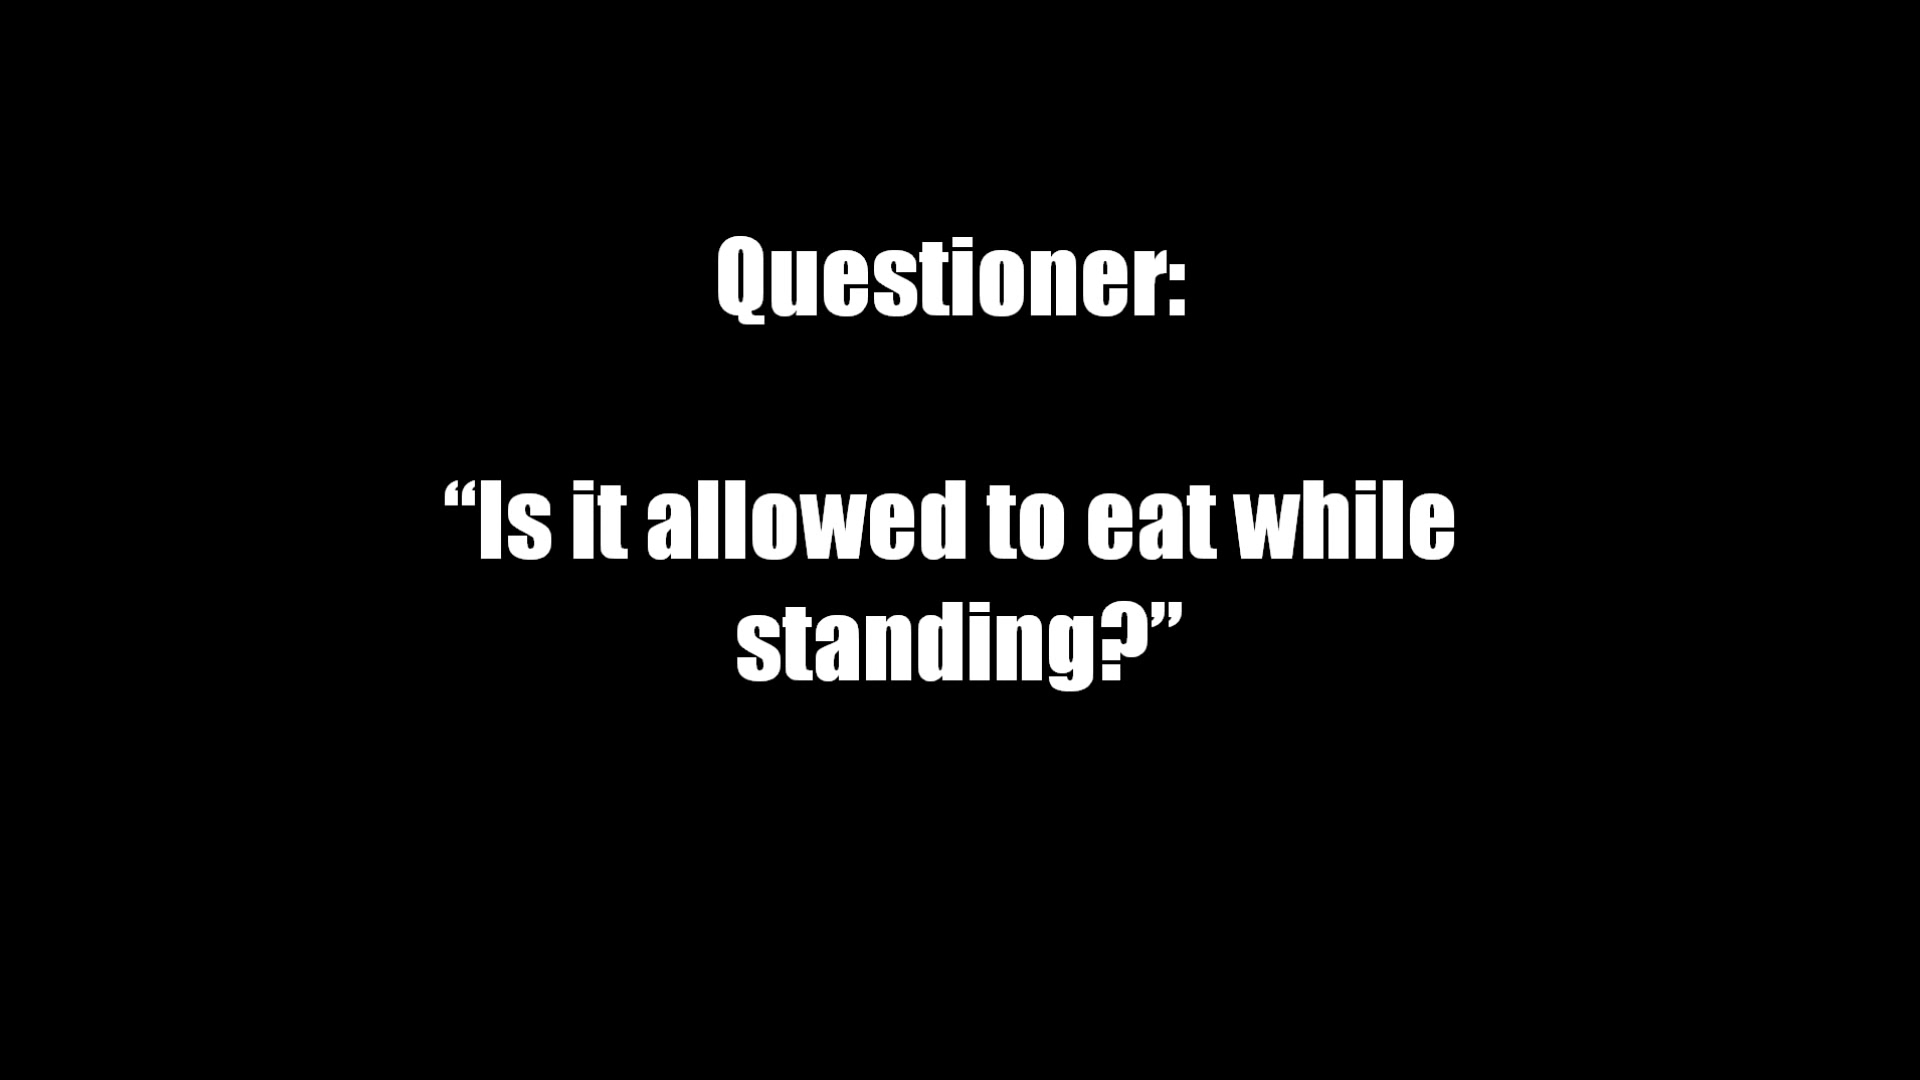 Questioner:
“Is it allowed to eat while
standing?”